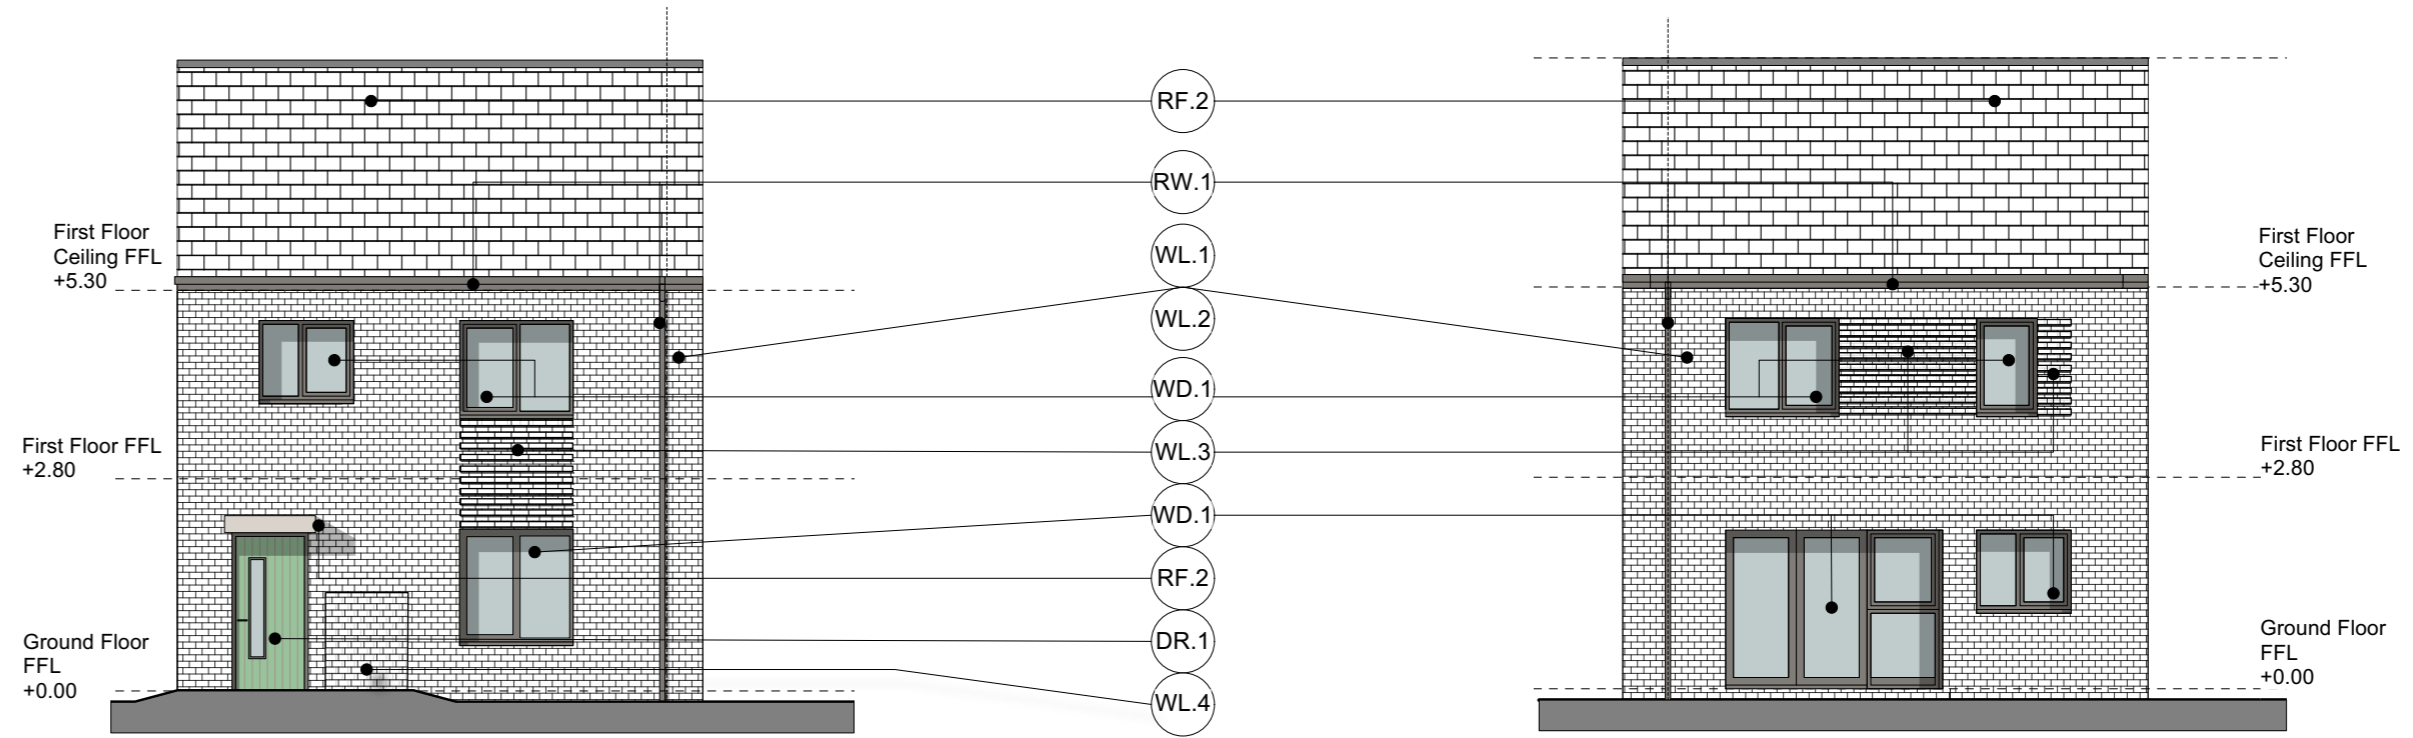 First Floor
Ceiling FFL
+5.30
First Floor FFL
+2.80
Ground Floor
FFL
+0.00
RF.2
RW.1
WL.1
WL.2
WD.1
WL.3
WD.1
RF.2
DR.1
WL.4
First Floor
Ceiling FFL
+5.30
First Floor FFL
+2.80
Ground Floor
FFL
+0.00